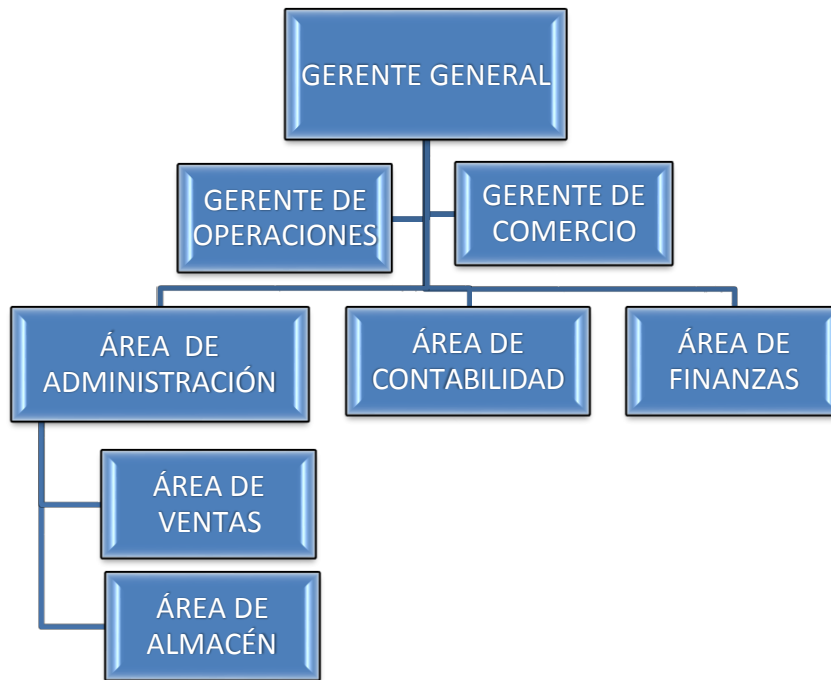 GERENTE GENERAL
GERENTE DE
OPERACIONES
GERENTE DE
COMERCIO
ÁREA DE
ADMINISTRACIÓN
ÁREA DE
CONTABILIDAD
ÁREA DE
FINANZAS
ÁREA DE
VENTAS
ÁREA DE
ALMACÉN